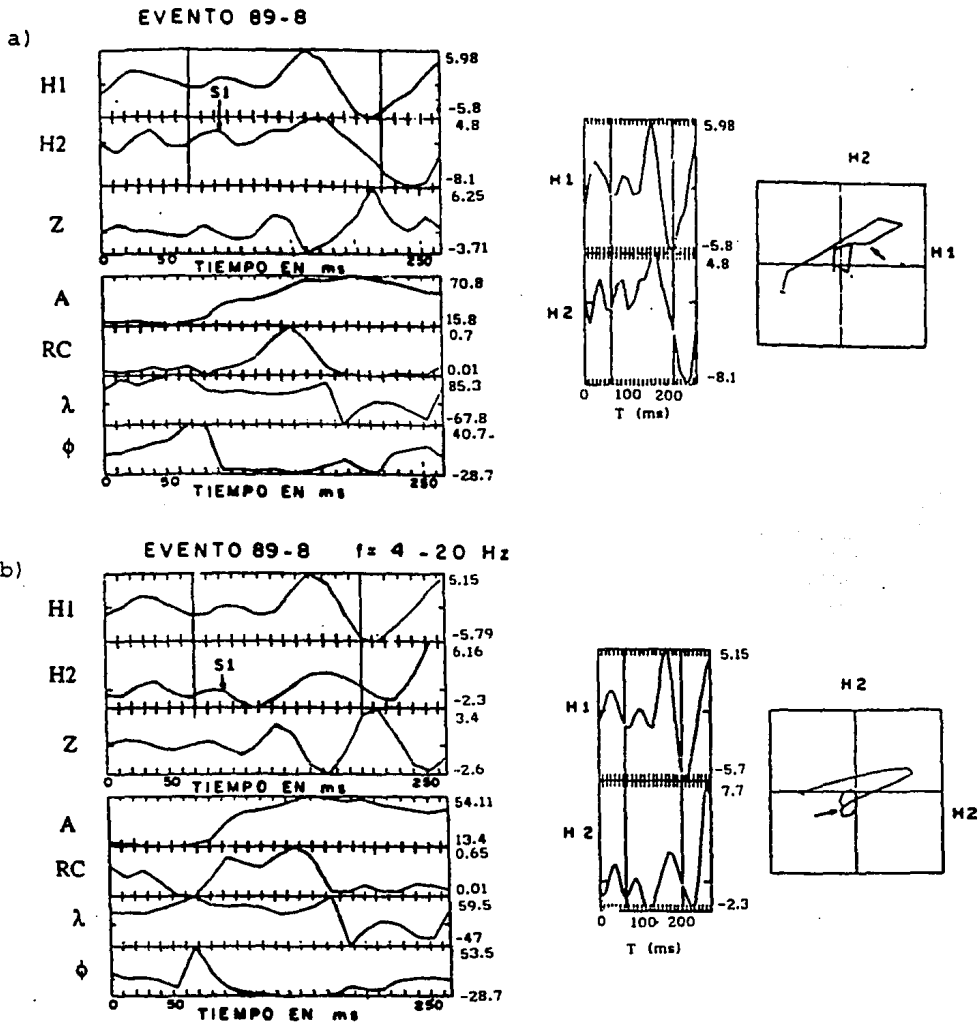 EVENTO 89-8
a)
H1
5.98
-5.8
S1
H2
4.8
-8.1
Z
6.25
-3.71
TIEMPO EN ms
A
70.8
15.8
RC
0.7
0.01
λ
85.3
-67.8
ϕ
40.7
-28.7
0 50 250
TIEMPO EN ms
H1
5.98
-5.8
H2
4.8
-8.1
0 100 200
T (ms)
H2
H1
EVENTO 89-8 f= 4 -20 Hz
b)
H1
5.15
-5.79
S1
H2
6.16
-2.3
Z
3.4
-2.6
0 50 250
TIEMPO EN ms
A
54.11
13.4
RC
0.65
0.01
λ
59.5
-47
ϕ
53.5
-28.7
0 50 250
TIEMPO EN ms
H1
5.15
-5.7
H2
7.7
-2.3
0 100 200
T (ms)
H2
H2